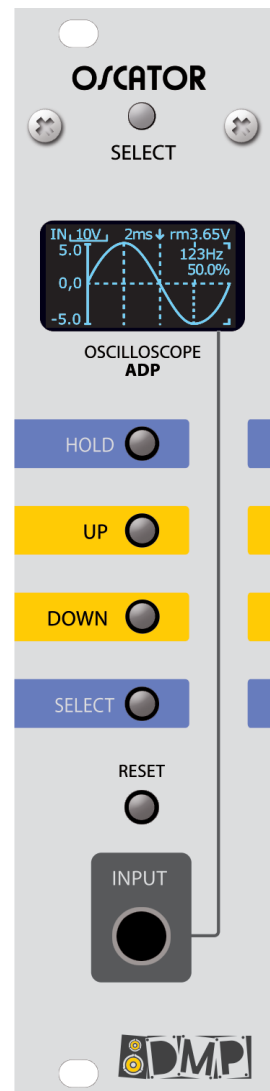 OSCATOR
SELECT
IN 10V 2ms↓ rm3.65V
5.0 123Hz
50.0%
0,0
-5.0
OSCILLOSCOPE
ADP
HOLD
UP
DOWN
SELECT
RESET
INPUT
DMP